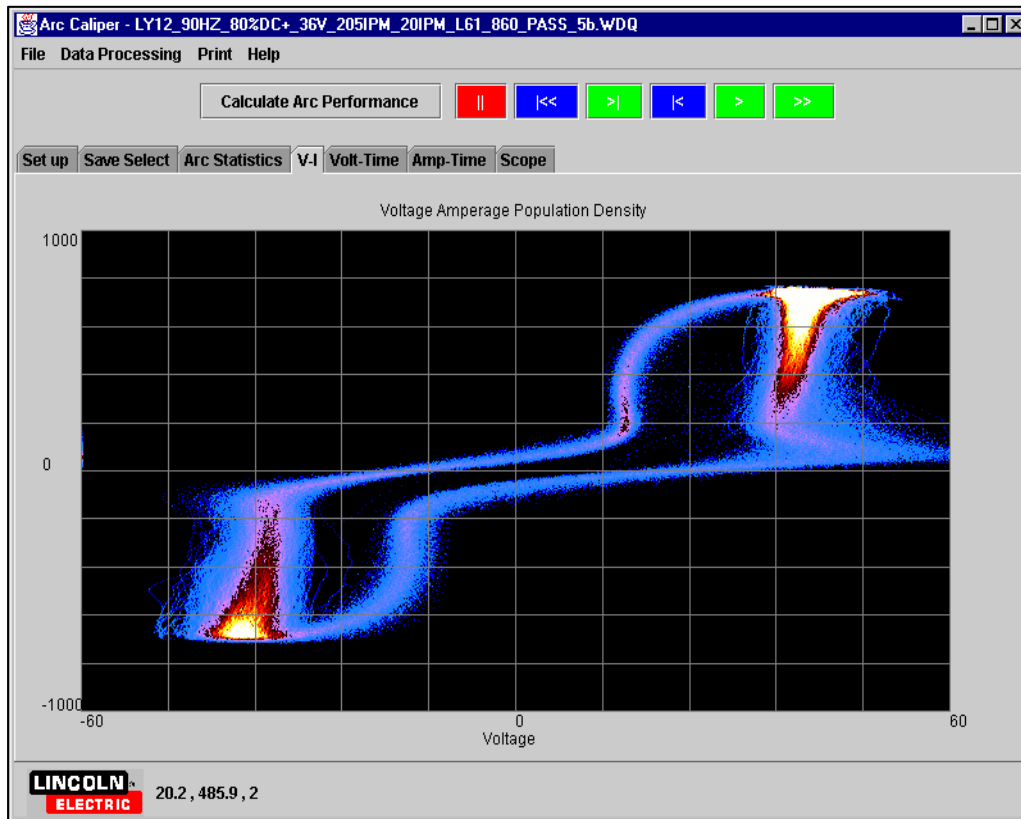 Arc Caliper - LY12_90HZ_80%DC+_36V_205IPM_20IPM_L61_860_PASS_5b.WDQ
File Data Processing Print Help
Calculate Arc Performance || |<< >| |< > >>
Set up Save Select Arc Statistics V-I Volt-Time Amp-Time Scope
Voltage Amperage Population Density
1000
0
-1000
-60 0 60
Voltage
LINCOLN ®
ELECTRIC
20.2 , 485.9 , 2